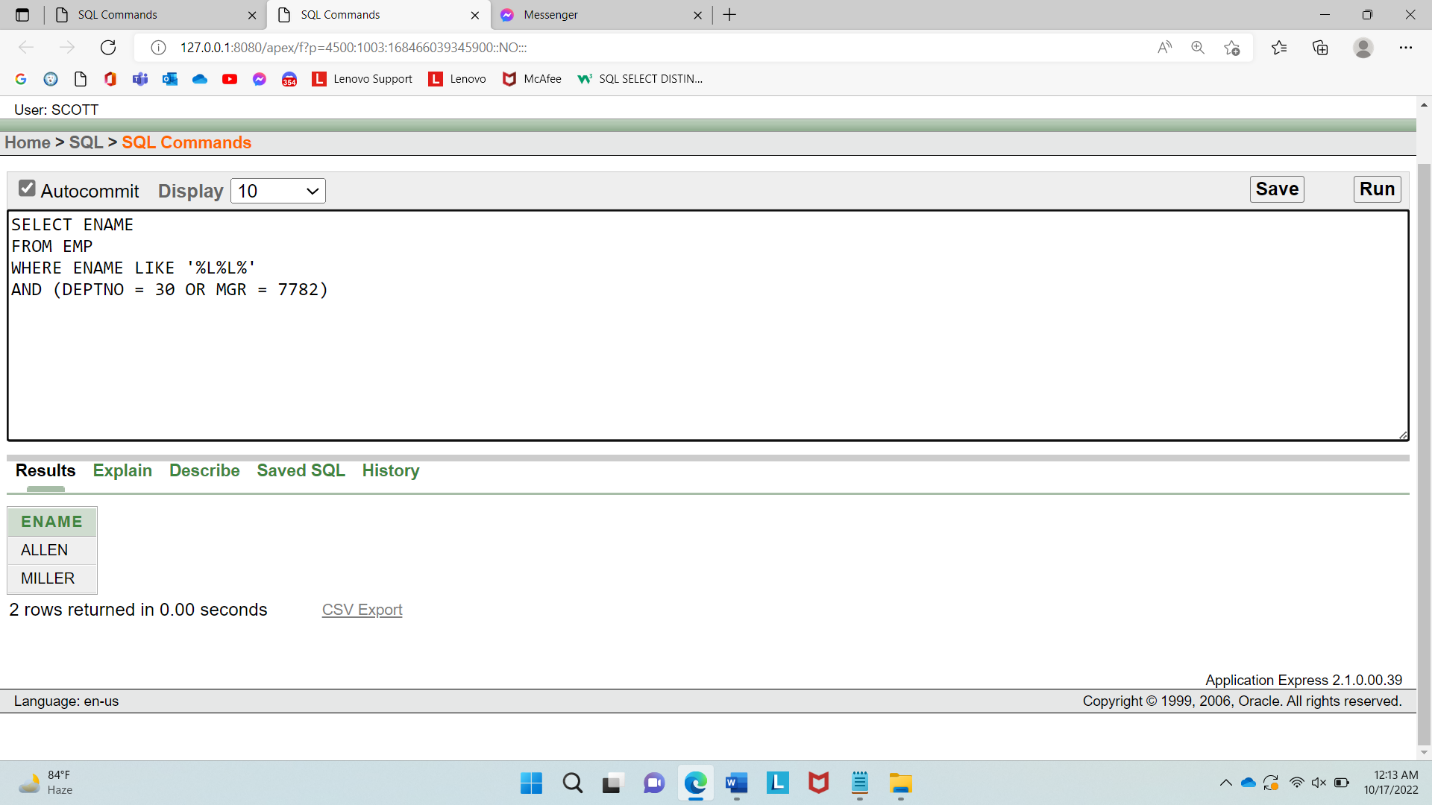 SQL Commands
SQL Commands
Messenger
127.0.0.1:8080/apex/f?p=4500:1003:168466039345900::NO:::
354
L Lenovo Support
L Lenovo
McAfee
SQL SELECT DISTIN...
User: SCOTT
Home > SQL > SQL Commands
Autocommit Display 10
Save
Run
SELECT ENAME
FROM EMP
WHERE ENAME LIKE '%L%L%'
AND (DEPTNO = 30 OR MGR = 7782)
Results Explain Describe Saved SQL History
ENAME
ALLEN
MILLER
2 rows returned in 0.00 seconds
CSV Export
Application Express 2.1.0.00.39
Language: en-us
Copyright © 1999, 2006, Oracle. All rights reserved.
84°F
Haze
12:13 AM
10/17/2022